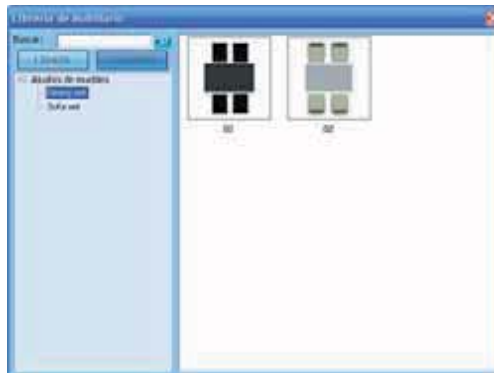 Librería de mobiliario
Buscar:
Ajustes de muebles
Dining set
Sofa set
01
02